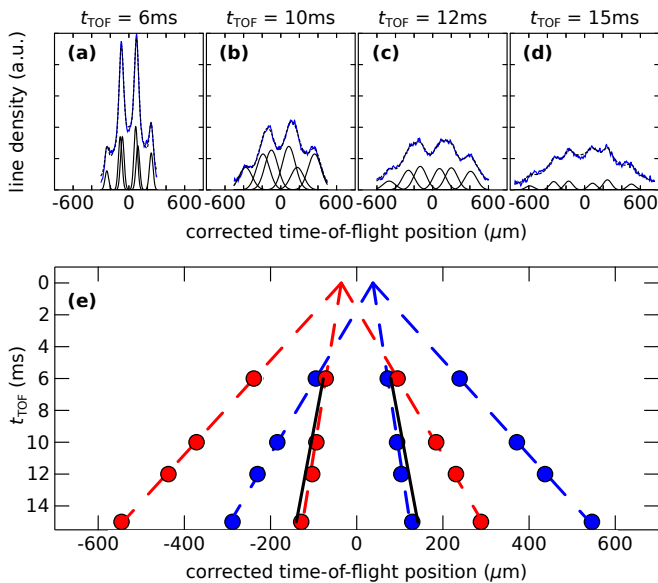 t_TOF = 6ms t_TOF = 10ms t_TOF = 12ms t_TOF = 15ms
line density (a.u.)
(a) (b) (c) (d)
-600 0 600 -600 0 600 -600 0 600 -600 0 600
corrected time-of-flight position (μm)
(e)
t_TOF (ms)
0
2
4
6
8
10
12
14
-600 -400 -200 0 200 400 600
corrected time-of-flight position (μm)